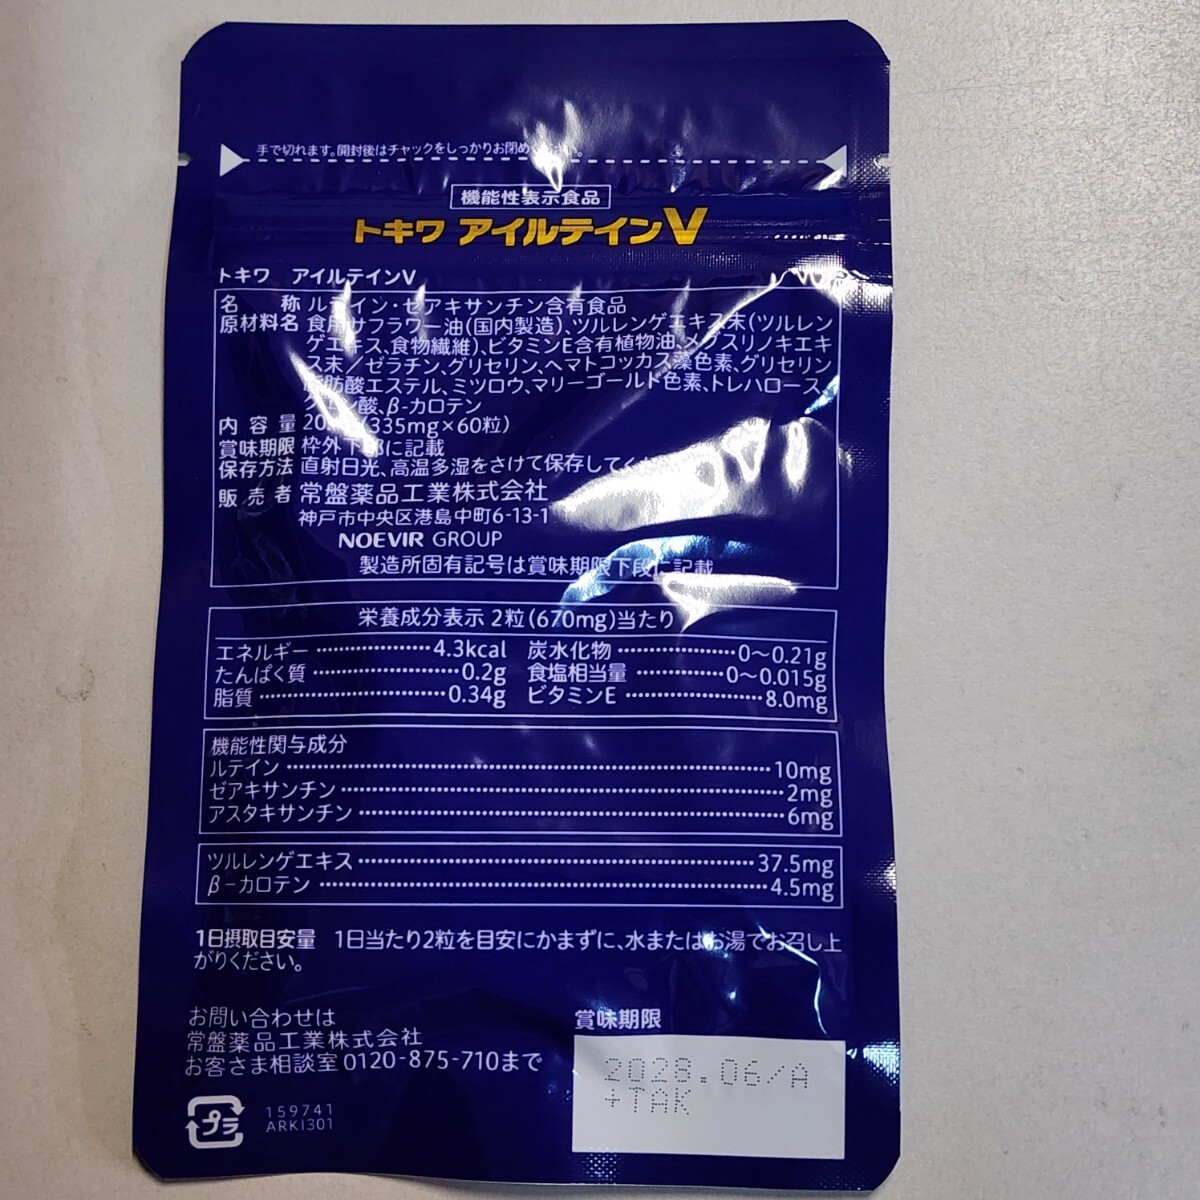 手で切れます。開封後はチャックをしっかりお閉め
機能性表示食品
トキワ アイルテインV
トキワ アイルテインV
名称 ルテイン・ゼアキサンチン含有食品
原材料名 食用サフラワー油(国内製造)、ツルレンゲエキス末(ツルレン
ゲエキス、食物繊維)、ビタミンE含有植物油、メグスリノキエキ
ス末/ゼラチン、グリセリン、ヘマトコッカス藻色素、グリセリン
脂肪酸エステル、ミツロウ、マリーゴールド色素、トレハロース、
酸、β-カロテン
内容量 (335mg×60粒)
賞味期限 枠外下部に記載
保存方法 直射日光、高温多湿をさけて保存して
販売者 常盤薬品工業株式会社
神戸市中央区港島中町6-13-1
NOEVIR GROUP
製造所固有記号は賞味期限下段に記載
栄養成分表示 2粒(670mg)当たり
エネルギー 4.3kcal 炭水化物 0〜0.21g
たんぱく質 0.2g 食塩相当量 0〜0.015g
脂質 0.34g ビタミンE 8.0mg
機能性関与成分
ルテイン 10mg
ゼアキサンチン 2mg
アスタキサンチン 6mg
ツルレンゲエキス 37.5mg
β-カロテン 4.5mg
1日摂取目安量 1日当たり2粒を目安にかまずに、水またはお湯でお召し上
がりください。
お問い合わせは
常盤薬品工業株式会社
お客さま相談室 0120-875-710まで
賞味期限
2028.06/A
+TAK
プラ
159741
ARKI301